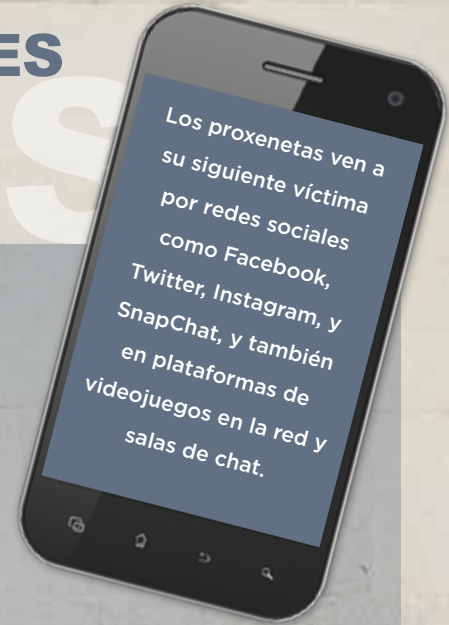 ES
S
Los proxenetas ven a
su siguiente víctima
por redes sociales
como Facebook,
Twitter, Instagram, y
SnapChat, y también
en plataformas de
videojuegos en la red y
salas de chat.